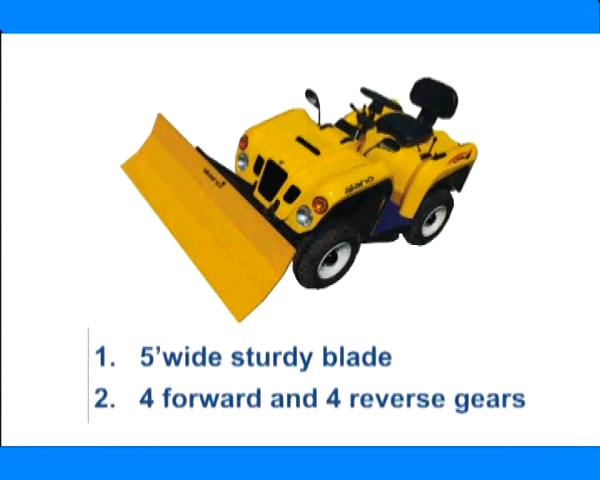 1. 5’wide sturdy blade
2. 4 forward and 4 reverse gears